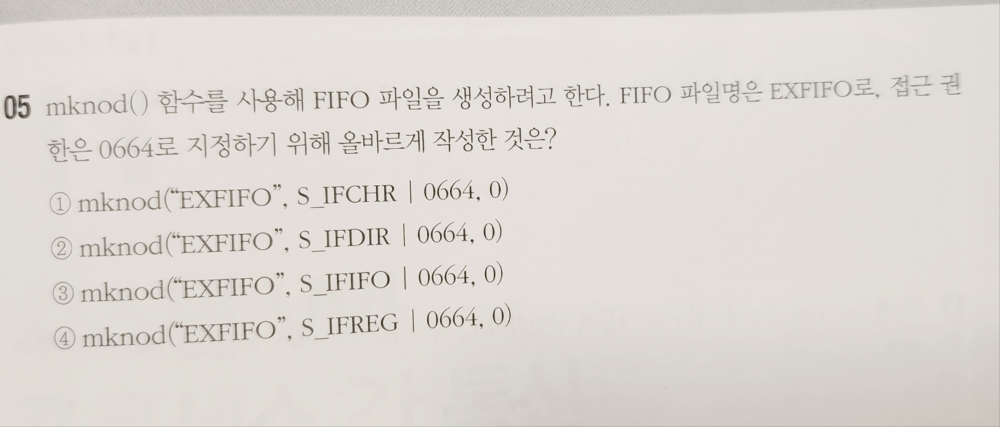 05 mknod() 함수를 사용해 FIFO 파일을 생성하려고 한다. FIFO 파일명은 EXFIFO로, 접근 권
한은 0664로 지정하기 위해 올바르게 작성한 것은?
① mknod(“EXFIFO”, S_IFCHR | 0664, 0)
② mknod(“EXFIFO”, S_IFDIR | 0664, 0)
③ mknod(“EXFIFO”, S_IFIFO | 0664, 0)
④ mknod(“EXFIFO”, S_IFREG | 0664, 0)